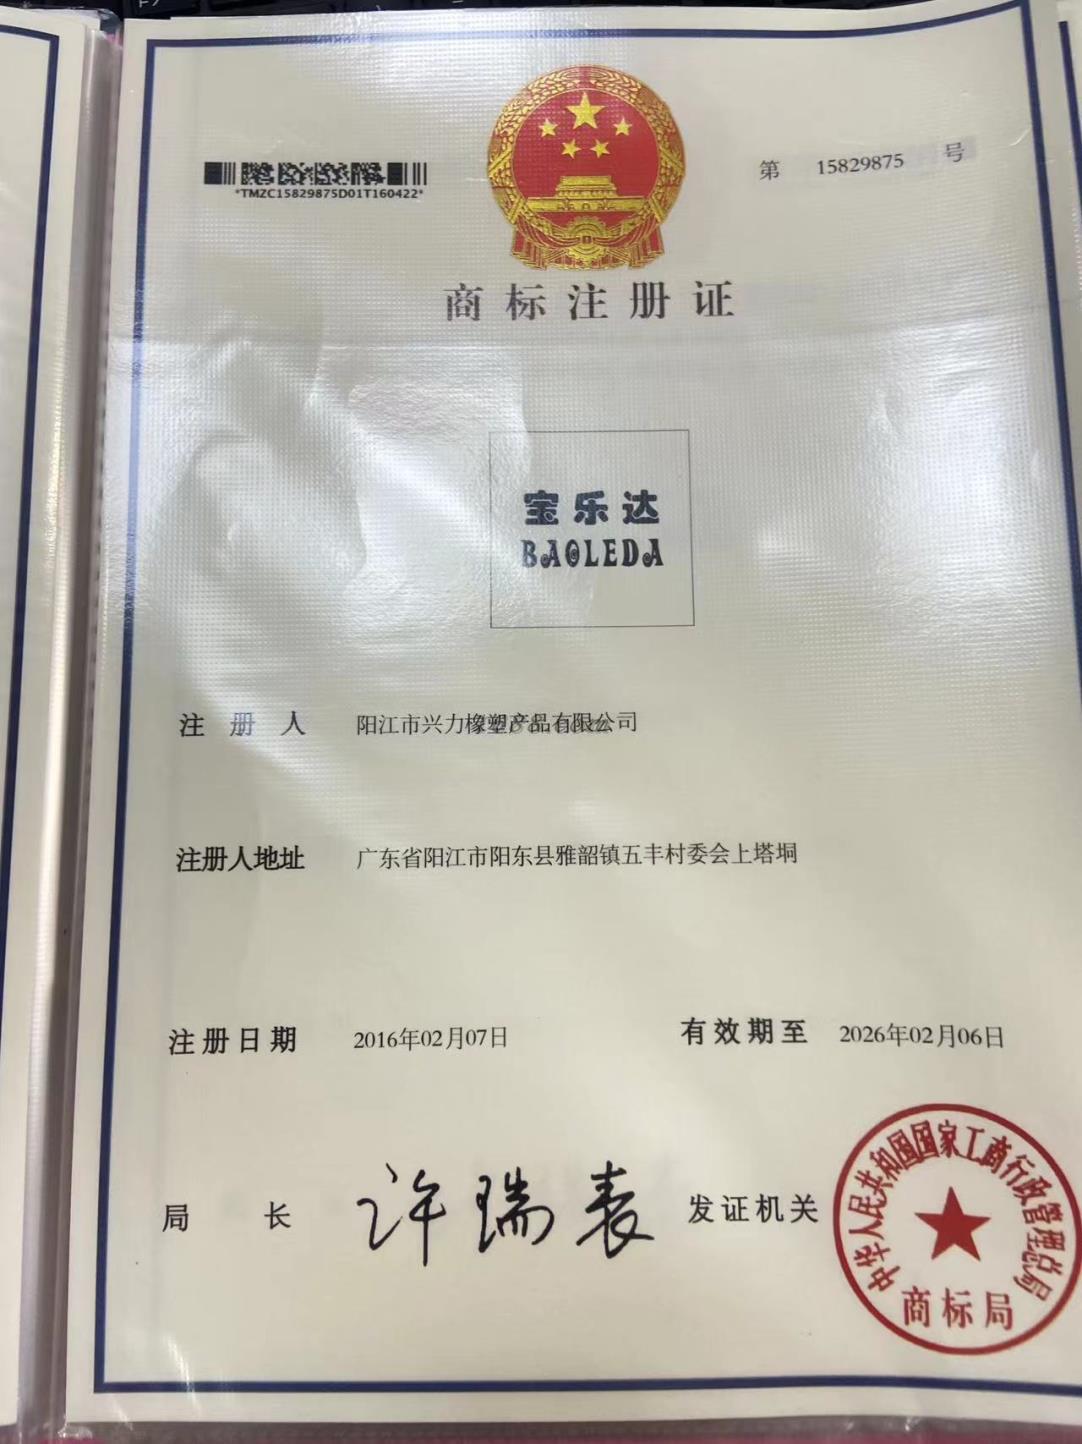 第 15829875 号
*TMZC15829875D01T160422*
商标注册证
宝乐达
BAOLEDA
注册人 阳江市兴力橡塑产品有限公司
注册人地址 广东省阳江市阳东县雅韶镇五丰村委会上塔垌
注册日期 2016年02月07日 有效期至 2026年02月06日
局长 许瑞表 发证机关
中华人民共和国国家工商行政管理总局
商标局